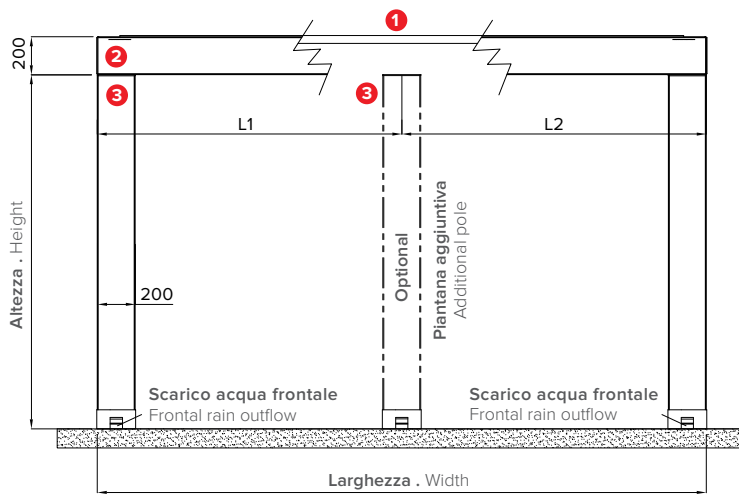 1
200
2
3
3
L1
L2
Altezza . Height
Optional
Piantana aggiuntiva
Additional pole
200
Scarico acqua frontale
Frontal rain outflow
Scarico acqua frontale
Frontal rain outflow
Larghezza . Width